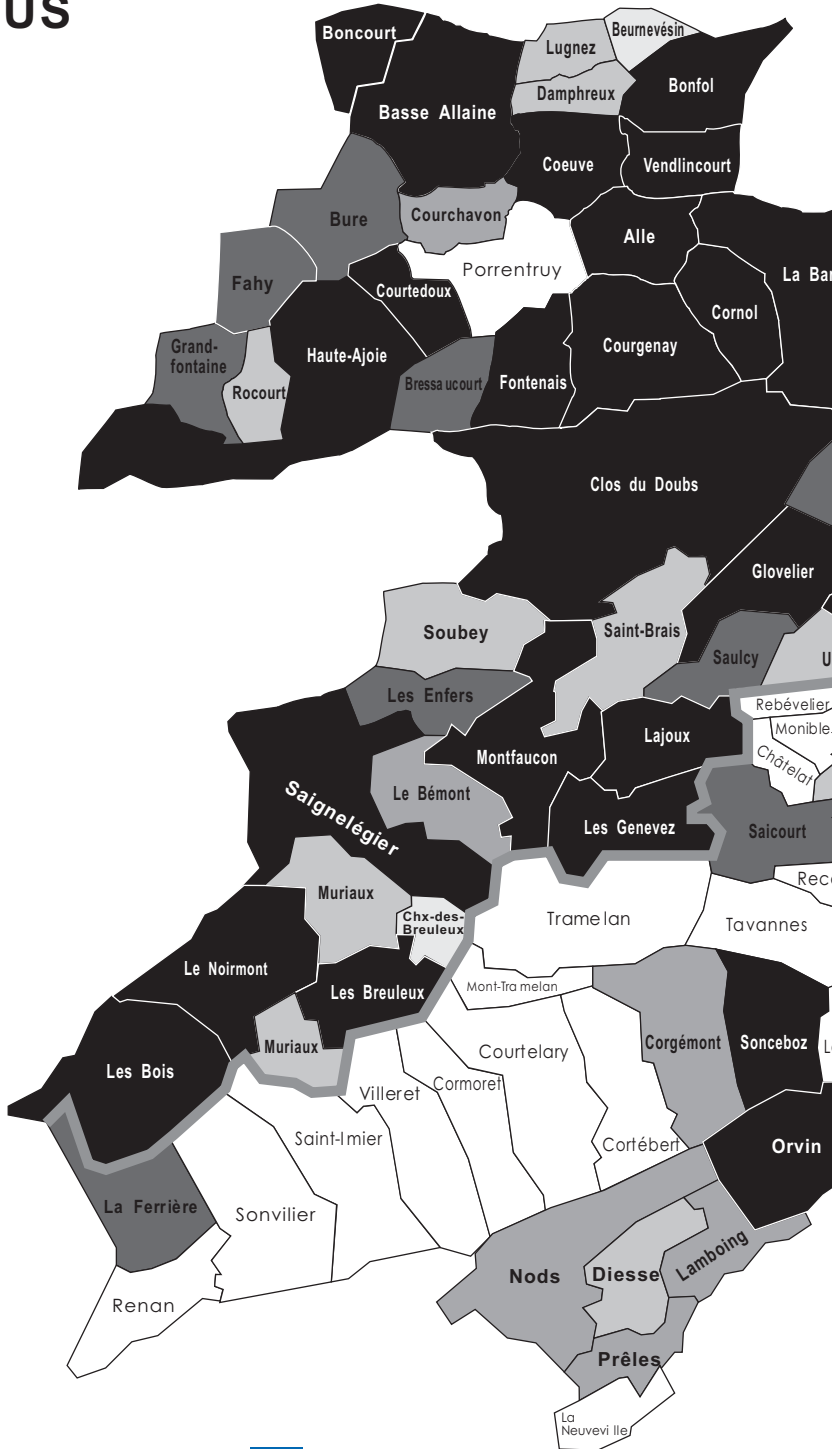 US
Boncourt
Beurnevésin
Lugnez
Bonfol
Damphreux
Basse Allaine
Coeuve
Vendlincourt
Bure
Courchavon
Alle
Porrentruy
La Bar
Fahy
Courtedoux
Cornol
Grand-
fontaine
Haute-Ajoie
Courgenay
Rocourt
Bressaucourt
Fontenais
Clos du Doubs
Glovelier
Soubey
Saint-Brais
Saulcy
U
Les Enfers
Rebévelier
Monible
Lajoux
Montfaucon
Châtelat
Saignelégier
Le Bémont
Les Genevez
Saicourt
Reco
Muriaux
Chx-des-
Breuleux
Tramelan
Tavannes
Le Noirmont
Les Breuleux
Mont-Tramelan
Corgémont
Sonceboz
Muriaux
Courtelary
Les Bois
Villeret
Cormoret
Saint-Imier
Cortébert
Orvin
La Ferrière
Sonvilier
Lamboing
Nods
Diesse
Renan
Prêles
La
Neuveville